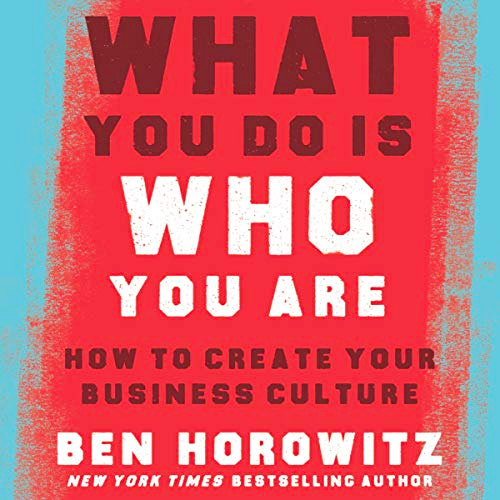 WHAT
YOU DO IS
WHO
YOU ARE
HOW TO CREATE YOUR
BUSINESS CULTURE
BEN HOROWITZ
NEW YORK TIMES BESTSELLING AUTHOR